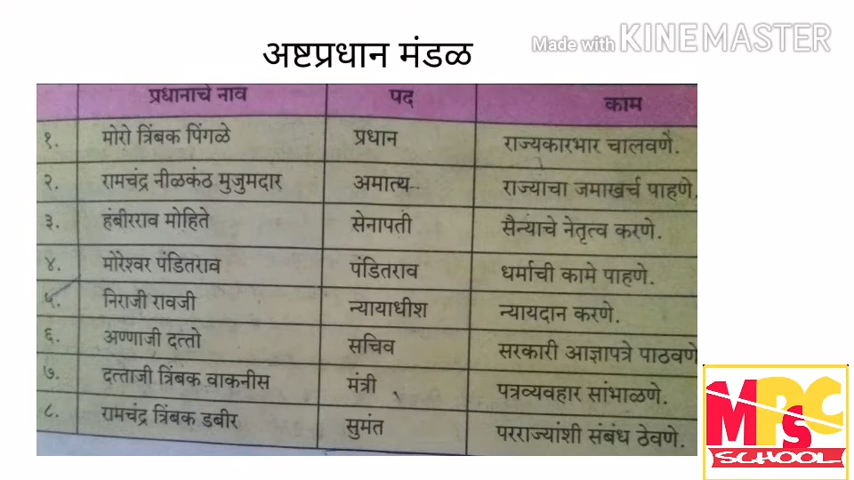 अष्टप्रधान मंडळ
Made with KINEMASTER
प्रधानाचे नाव पद काम
१. मोरो त्रिंबक पिंगळे प्रधान राज्यकारभार चालवणे.
२. रामचंद्र नीळकंठ मुजुमदार अमात्य राज्याचा जमाखर्च पाहणे.
३. हंबीरराव मोहिते सेनापती सैन्याचे नेतृत्व करणे.
४. मोरेश्वर पंडितराव पंडितराव धर्माची कामे पाहणे.
५. निराजी रावजी न्यायाधीश न्यायदान करणे.
६. अण्णाजी दत्तो सचिव सरकारी आज्ञापत्रे पाठवणे
७. दत्ताजी त्रिंबक वाकनीस मंत्री पत्रव्यवहार सांभाळणे.
८. रामचंद्र त्रिंबक डबीर सुमंत परराज्यांशी संबंध ठेवणे.
MPSC
SCHOOL